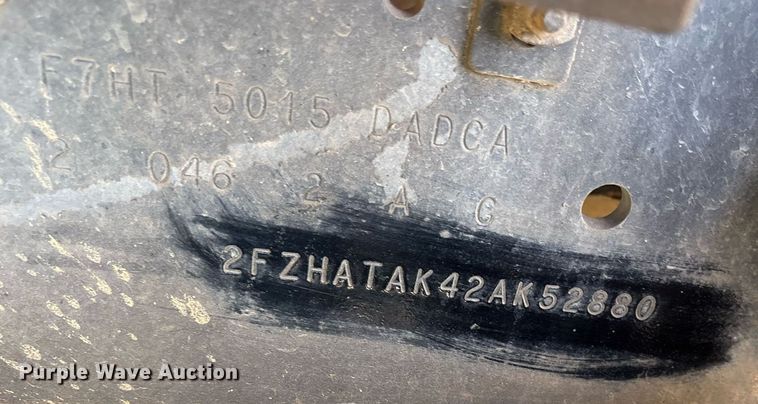 F7HT 5015 DADCA
2 046 2 A G
2FZHATAK42AK52880
Purple Wave Auction